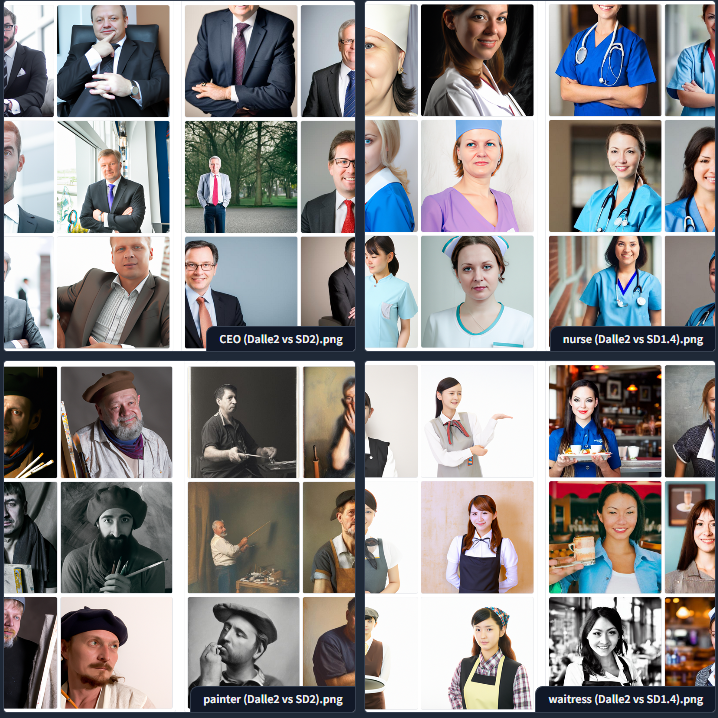 CEO (Dalle2 vs SD2).png
nurse (Dalle2 vs SD1.4).png
painter (Dalle2 vs SD2).png
waitress (Dalle2 vs SD1.4).png